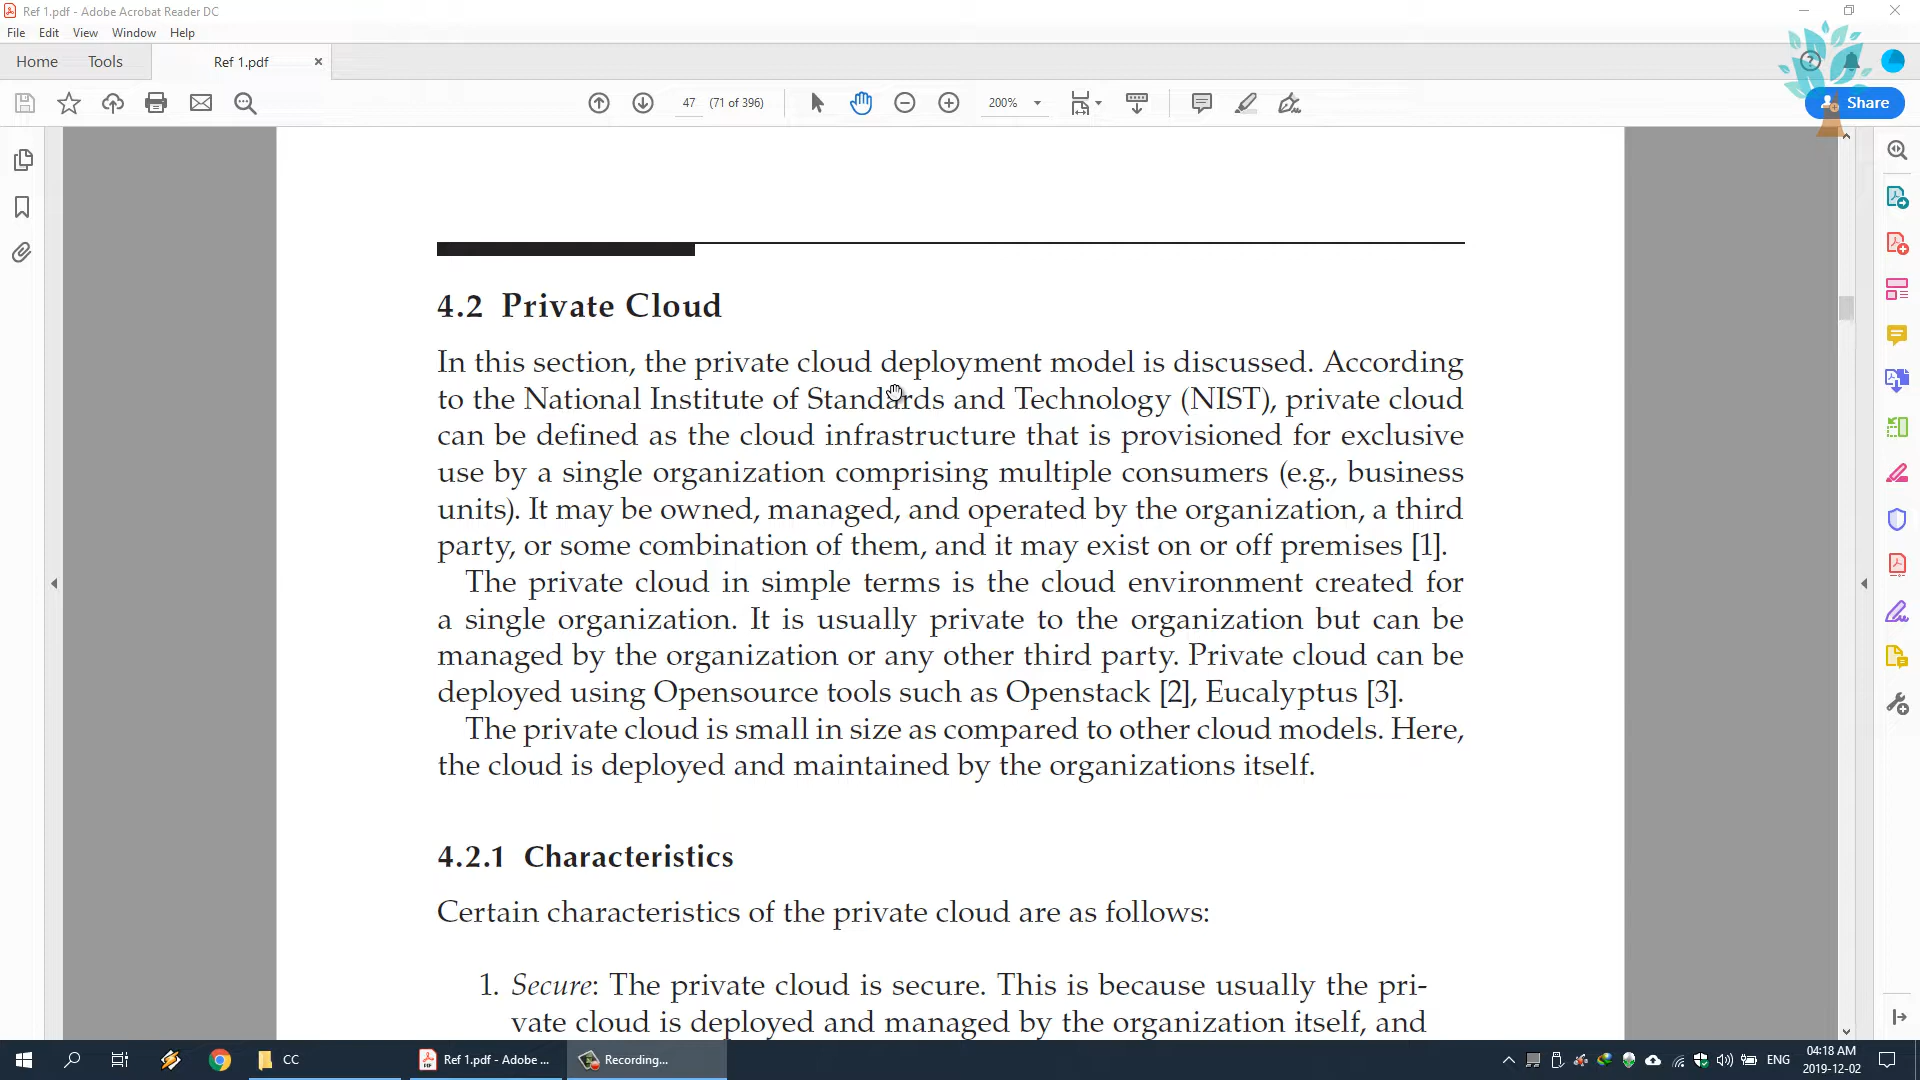 Ref 1.pdf - Adobe Acrobat Reader DC
File Edit View Window Help
Home Tools Ref 1.pdf
47 (71 of 396) 200% Share
4.2 Private Cloud
In this section, the private cloud deployment model is discussed. According
to the National Institute of Standards and Technology (NIST), private cloud
can be defined as the cloud infrastructure that is provisioned for exclusive
use by a single organization comprising multiple consumers (e.g., business
units). It may be owned, managed, and operated by the organization, a third
party, or some combination of them, and it may exist on or off premises [1].
The private cloud in simple terms is the cloud environment created for
a single organization. It is usually private to the organization but can be
managed by the organization or any other third party. Private cloud can be
deployed using Opensource tools such as Openstack [2], Eucalyptus [3].
The private cloud is small in size as compared to other cloud models. Here,
the cloud is deployed and maintained by the organizations itself.
4.2.1 Characteristics
Certain characteristics of the private cloud are as follows:
1. Secure: The private cloud is secure. This is because usually the pri-
vate cloud is deployed and managed by the organization itself, and
CC Ref 1.pdf - Adobe ... Recording... ENG 04:18 AM
2019-12-02